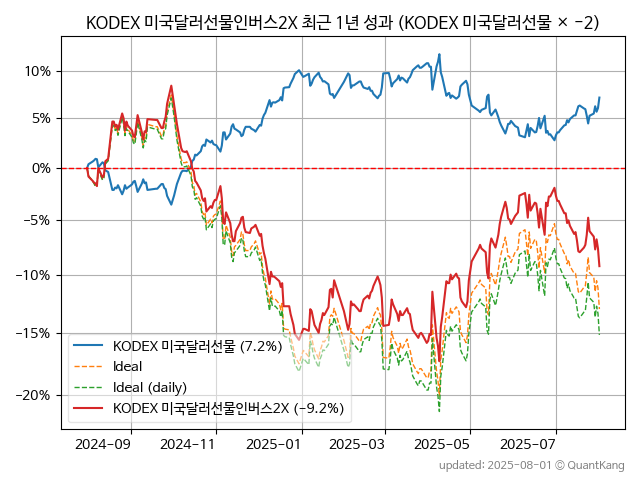 KODEX 미국달러선물인버스2X 최근 1년 성과 (KODEX 미국달러선물 × −2)
10%
5%
0%
−5%
−10%
−15%
−20%
KODEX 미국달러선물 (7.2%)
Ideal
Ideal (daily)
KODEX 미국달러선물인버스2X (−9.2%)
2024-09 2024-11 2025-01 2025-03 2025-05 2025-07
updated: 2025-08-01 © QuantKang